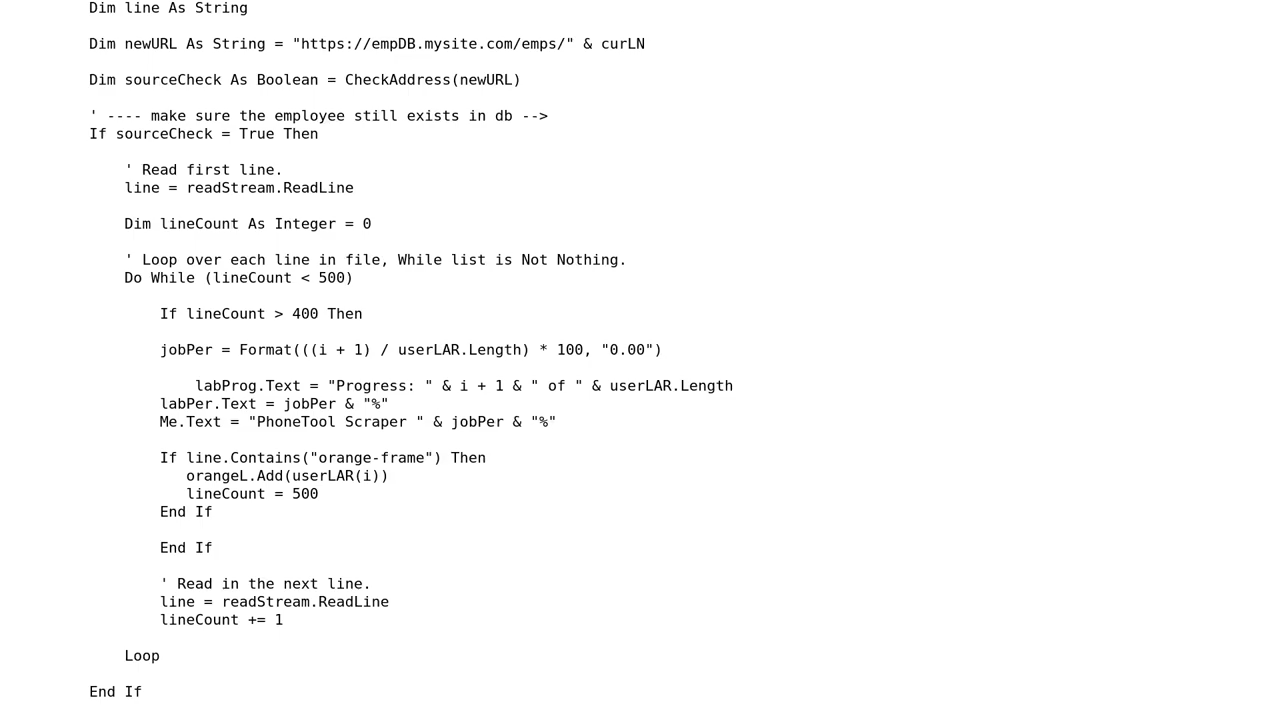 Dim line As String
Dim newURL As String = "https://empDB.mysite.com/emps/" & curLN
Dim sourceCheck As Boolean = CheckAddress(newURL)
' ---- make sure the employee still exists in db -->
If sourceCheck = True Then
' Read first line.
line = readStream.ReadLine
Dim lineCount As Integer = 0
' Loop over each line in file, While list is Not Nothing.
Do While (lineCount < 500)
If lineCount > 400 Then
jobPer = Format(((i + 1) / userLAR.Length) * 100, "0.00")
labProg.Text = "Progress: " & i + 1 & " of " & userLAR.Length
labPer.Text = jobPer & "%"
Me.Text = "PhoneTool Scraper " & jobPer & "%"
If line.Contains("orange-frame") Then
orangeL.Add(userLAR(i))
lineCount = 500
End If
End If
' Read in the next line.
line = readStream.ReadLine
lineCount += 1
Loop
End If